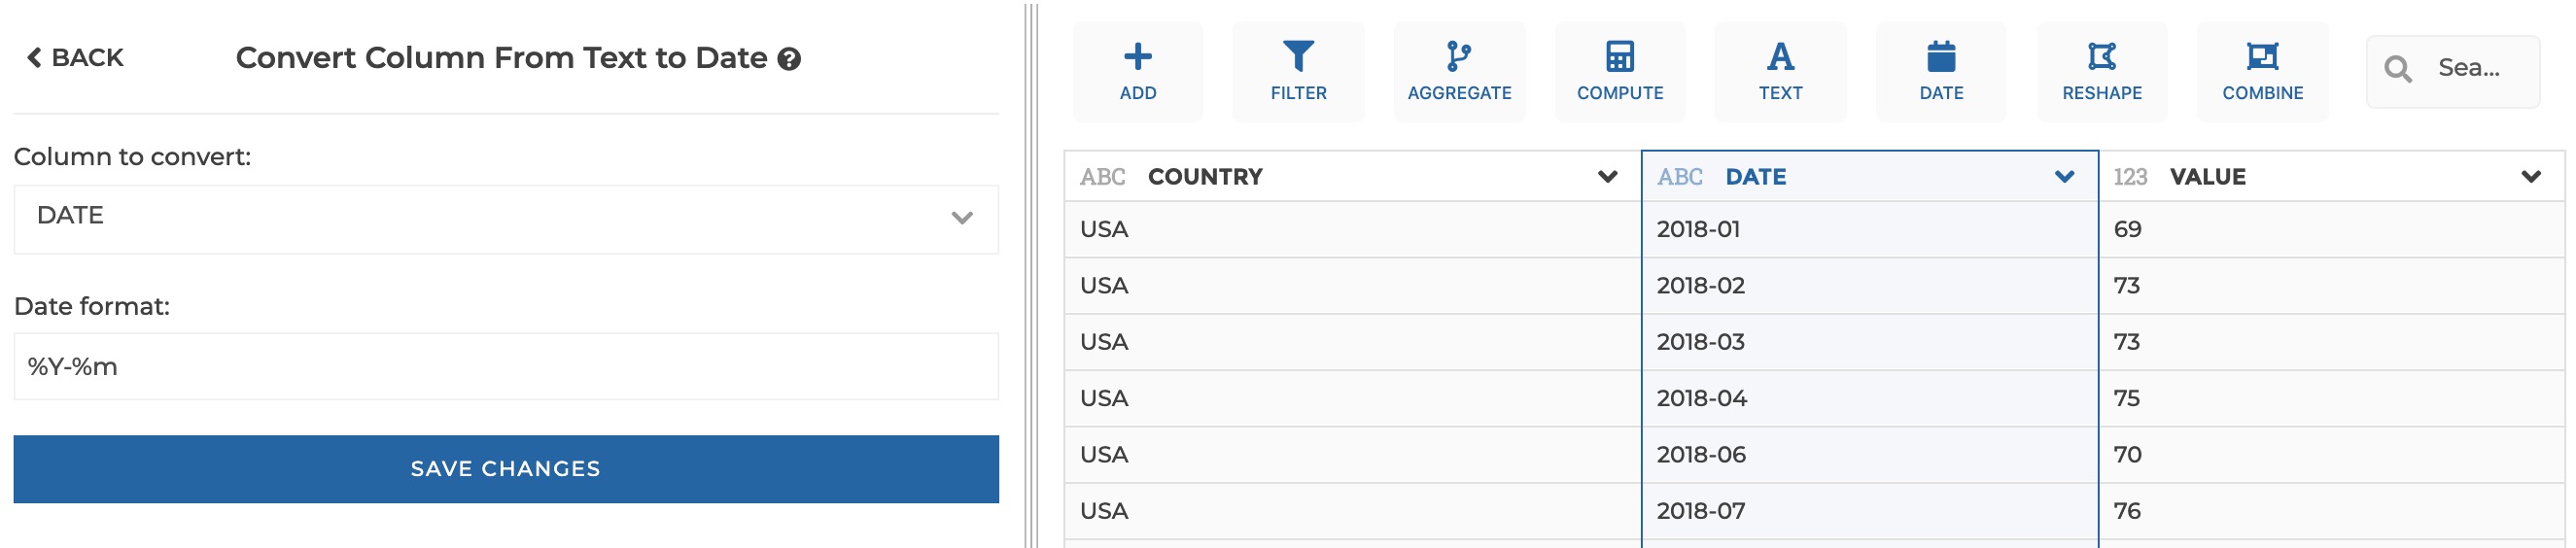 BACK
Convert Column From Text to Date ?
Column to convert:
DATE
Date format:
%Y-%m
SAVE CHANGES
ADD FILTER AGGREGATE COMPUTE TEXT DATE RESHAPE COMBINE Sea...
ABC COUNTRY ABC DATE 123 VALUE
USA 2018-01 69
USA 2018-02 73
USA 2018-03 73
USA 2018-04 75
USA 2018-06 70
USA 2018-07 76